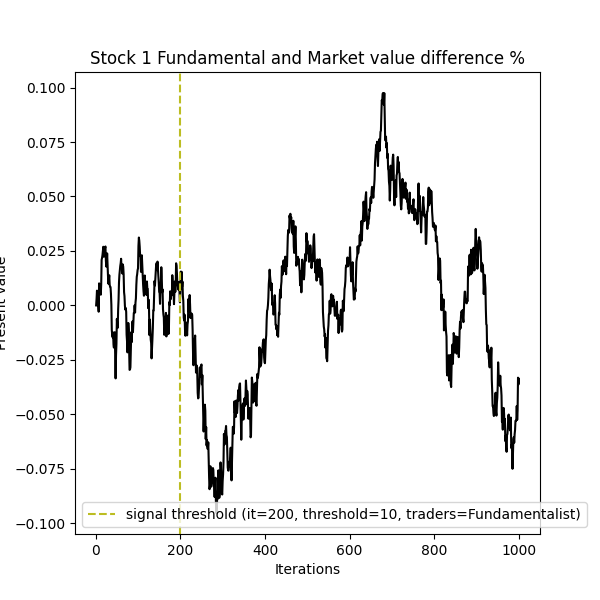 Stock 1 Fundamental and Market value difference %
0.100
0.075
0.050
0.025
0.000
−0.025
−0.050
−0.075
−0.100
Present value
signal threshold (it=200, threshold=10, traders=Fundamentalist)
0 200 400 600 800 1000
Iterations